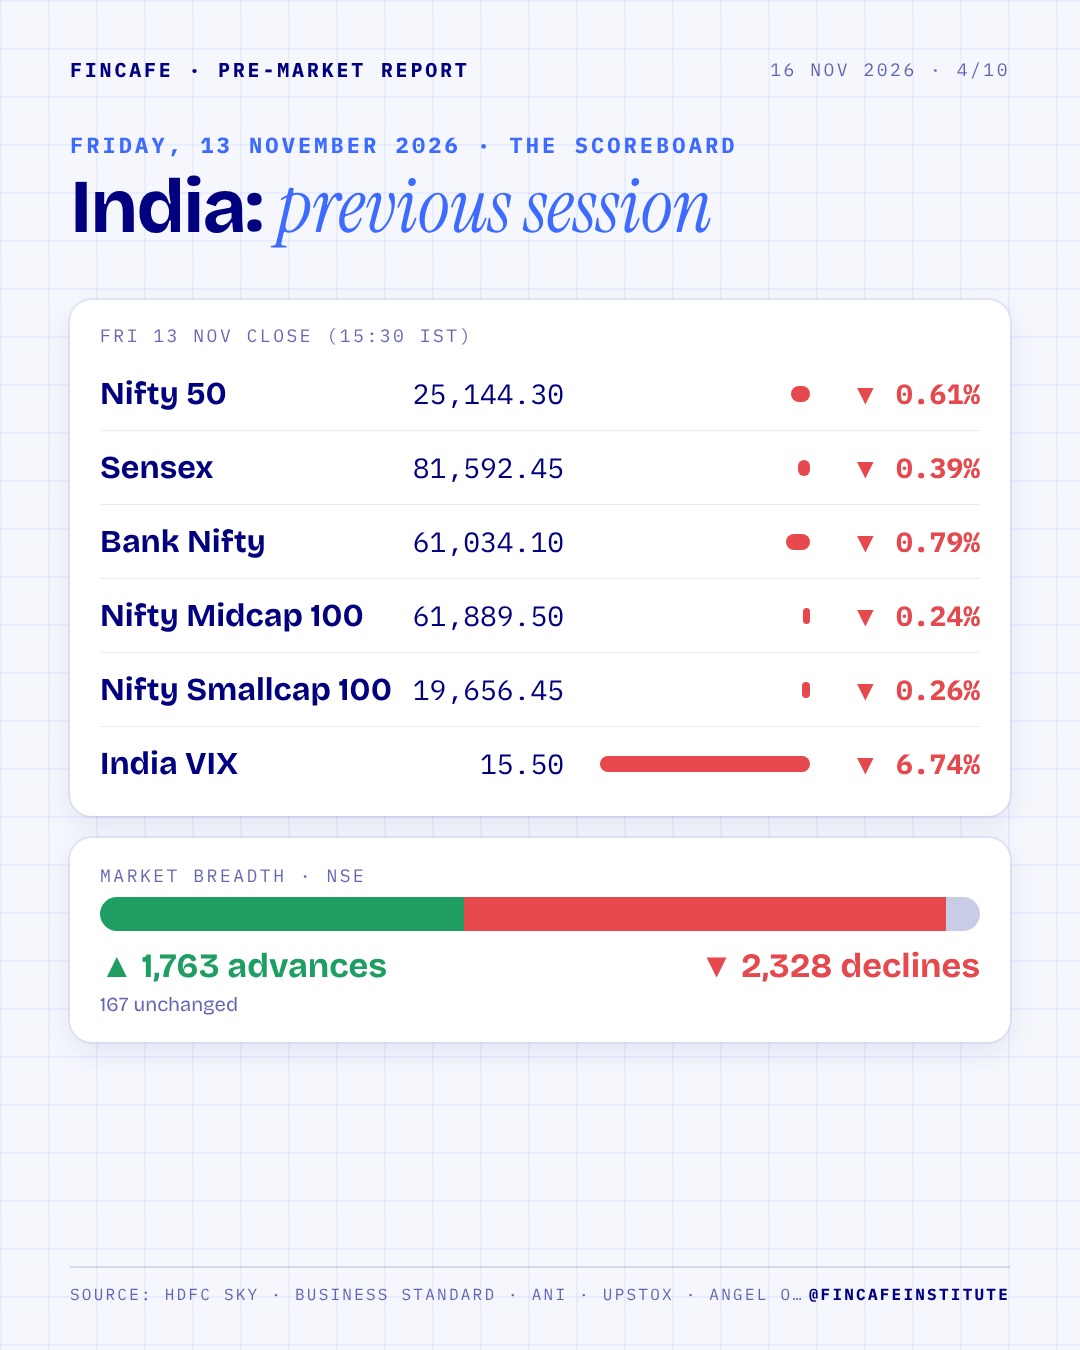 FINCAFE · PRE-MARKET REPORT 16 NOV 2026 · 4/10
FRIDAY, 13 NOVEMBER 2026 · THE SCOREBOARD
India: previous session
FRI 13 NOV CLOSE (15:30 IST)
Nifty 50 25,144.30 ▼ 0.61%
Sensex 81,592.45 ▼ 0.39%
Bank Nifty 61,034.10 ▼ 0.79%
Nifty Midcap 100 61,889.50 ▼ 0.24%
Nifty Smallcap 100 19,656.45 ▼ 0.26%
India VIX 15.50 ▼ 6.74%
MARKET BREADTH · NSE
▲ 1,763 advances ▼ 2,328 declines
167 unchanged
SOURCE: HDFC SKY · BUSINESS STANDARD · ANI · UPSTOX · ANGEL O… @FINCAFEINSTITUTE